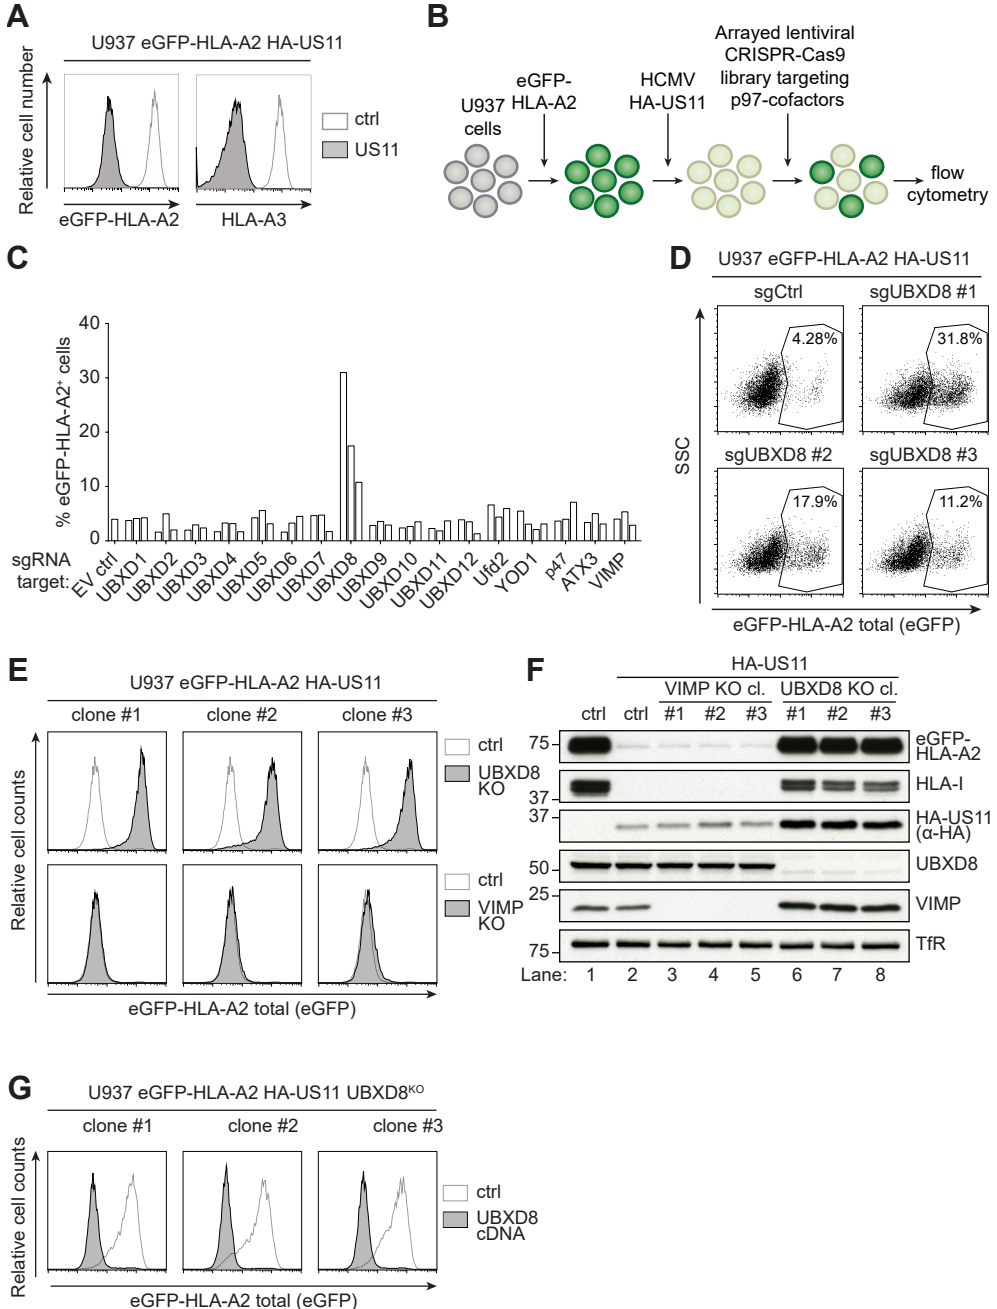 A
U937 eGFP-HLA-A2 HA-US11
Relative cell number
ctrl
US11
eGFP-HLA-A2
HLA-A3
B
U937
cells
eGFP-
HLA-A2
HCMV
HA-US11
Arrayed lentiviral
CRISPR-Cas9
library targeting
p97-cofactors
flow
cytometry
C
% eGFP-HLA-A2+ cells
40
30
20
10
0
sgRNA
target:
EV ctrl
UBXD1
UBXD2
UBXD3
UBXD4
UBXD5
UBXD6
UBXD7
UBXD8
UBXD9
UBXD10
UBXD11
UBXD12
Ufd2
YOD1
p47
ATX3
VIMP
D
U937 eGFP-HLA-A2 HA-US11
sgCtrl
sgUBXD8 #1
4.28%
31.8%
sgUBXD8 #2
sgUBXD8 #3
17.9%
11.2%
SSC
eGFP-HLA-A2 total (eGFP)
E
U937 eGFP-HLA-A2 HA-US11
clone #1
clone #2
clone #3
Relative cell counts
ctrl
UBXD8
KO
ctrl
VIMP
KO
eGFP-HLA-A2 total (eGFP)
F
HA-US11
VIMP KO cl.
UBXD8 KO cl.
ctrl ctrl #1 #2 #3 #1 #2 #3
75
eGFP-
HLA-A2
HLA-I
37
37
HA-US11
(α-HA)
UBXD8
50
25
VIMP
TfR
75
Lane: 1 2 3 4 5 6 7 8
G
U937 eGFP-HLA-A2 HA-US11 UBXD8KO
clone #1
clone #2
clone #3
Relative cell counts
ctrl
UBXD8
cDNA
eGFP-HLA-A2 total (eGFP)